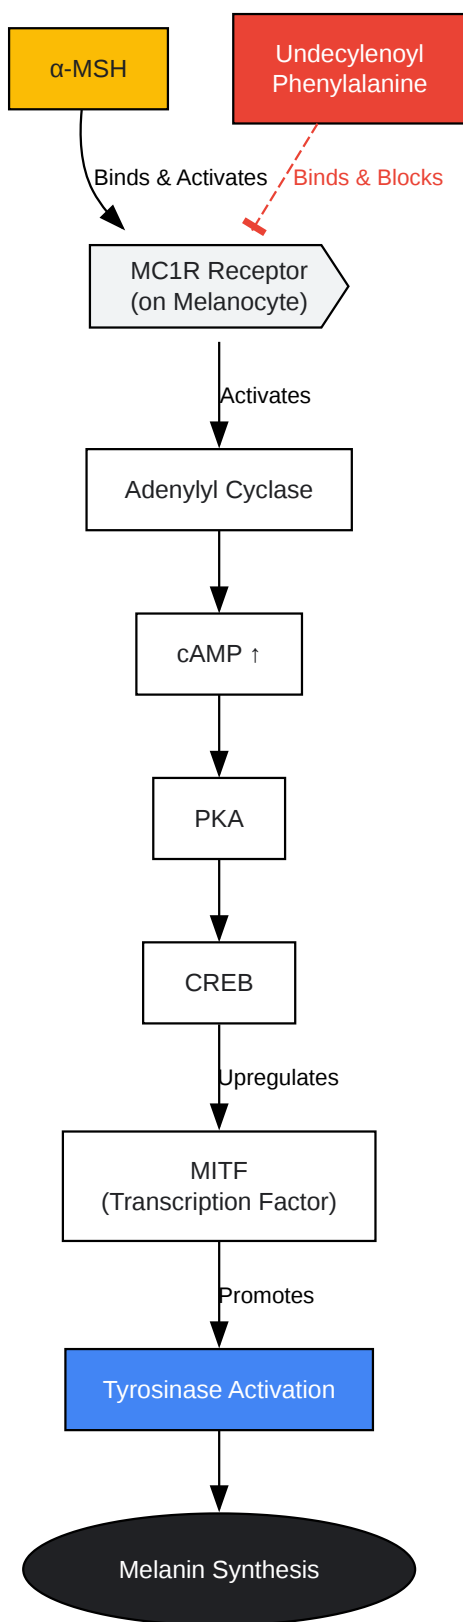 α-MSH
Undecylenoyl
Phenylalanine
Binds & Activates
Binds & Blocks
MC1R Receptor
(on Melanocyte)
Activates
Adenylyl Cyclase
cAMP ↑
PKA
CREB
Upregulates
MITF
(Transcription Factor)
Promotes
Tyrosinase Activation
Melanin Synthesis